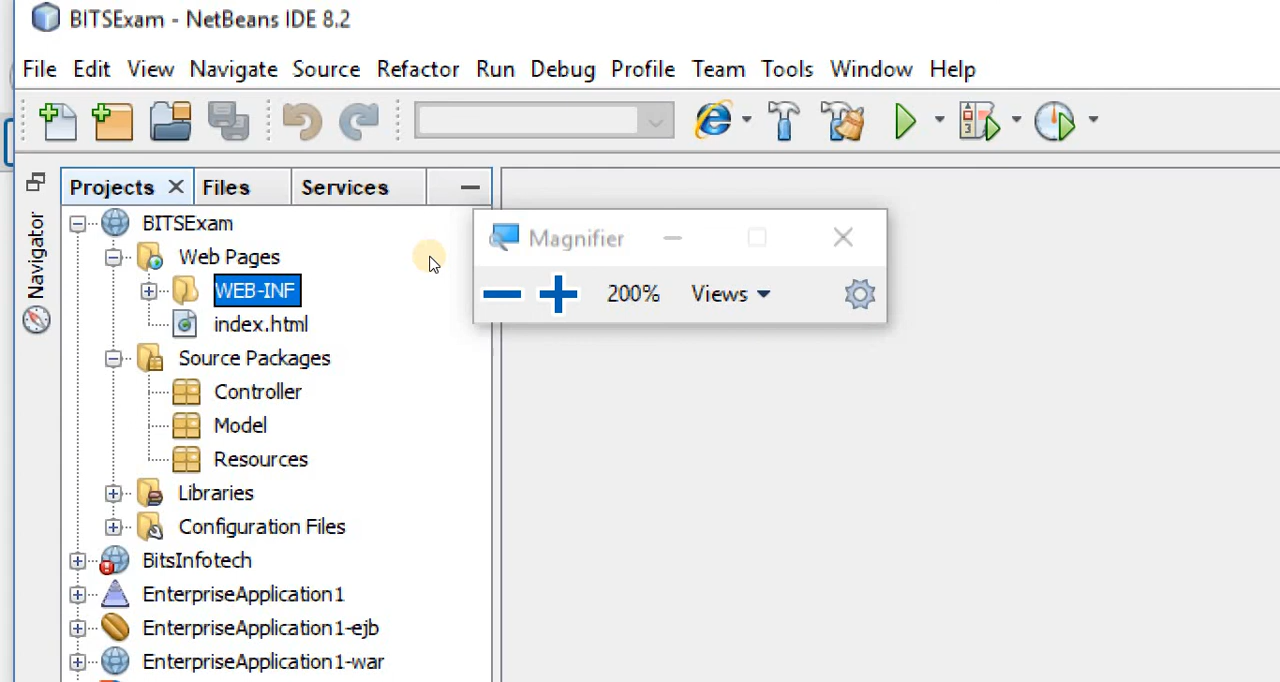 BITSExam - NetBeans IDE 8.2
File Edit View Navigate Source Refactor Run Debug Profile Team Tools Window Help
Projects Files Services
Navigator
BITSExam
Web Pages
WEB-INF
index.html
Source Packages
Controller
Model
Resources
Libraries
Configuration Files
BitsInfotech
EnterpriseApplication1
EnterpriseApplication1-ejb
EnterpriseApplication1-war
Magnifier
200% Views